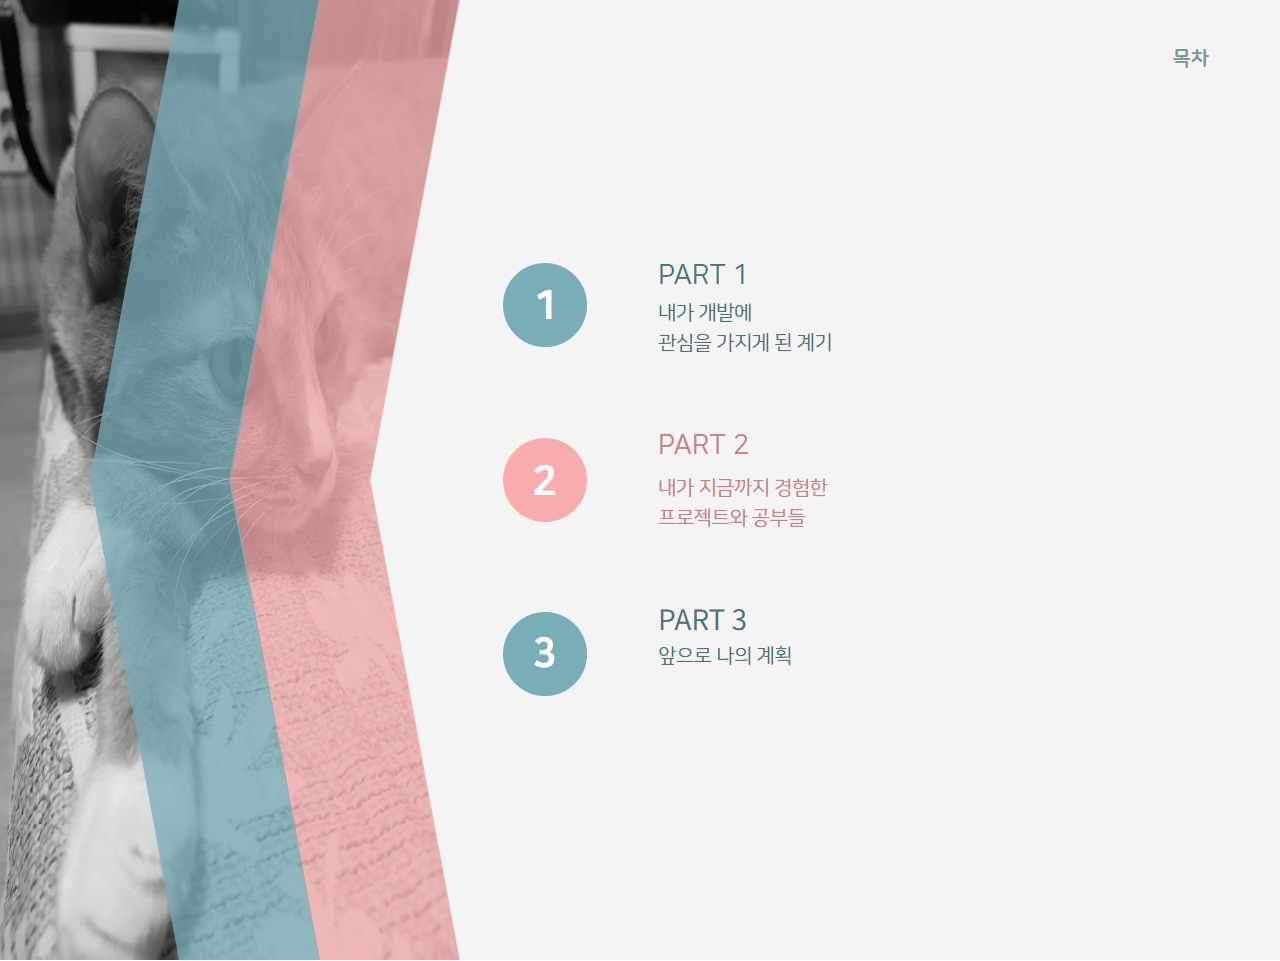 목차
1
PART 1
내가 개발에
관심을 가지게 된 계기
2
PART 2
내가 지금까지 경험한
프로젝트와 공부들
3
PART 3
앞으로 나의 계획